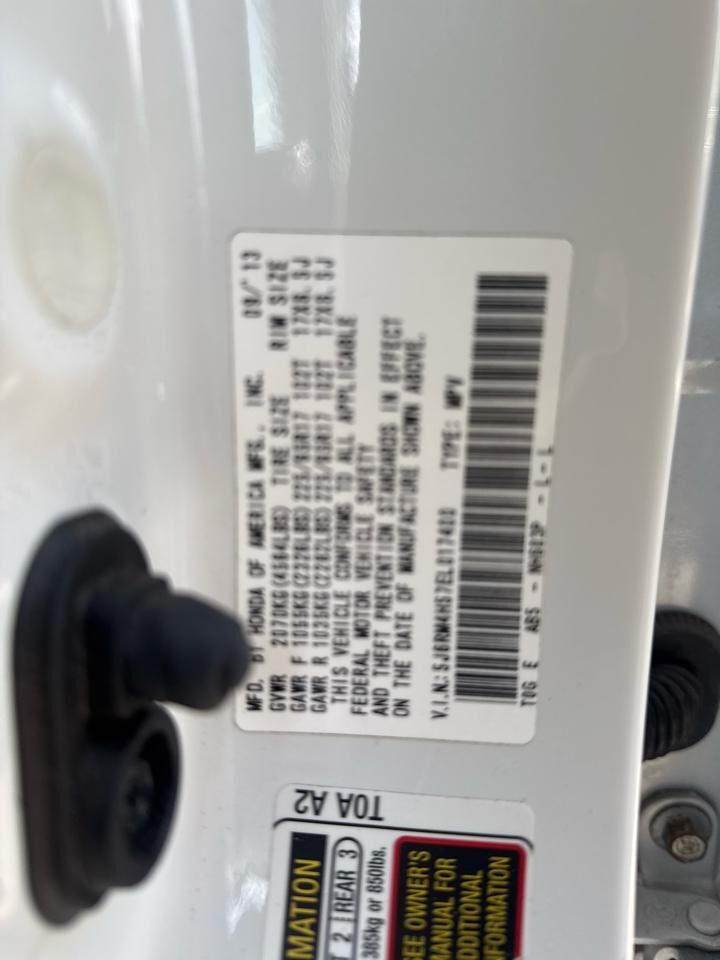 MFD. BY HONDA OF AMERICA MFG., INC. 09/'13
GVWR 2070KG(4564LBS) TIRE SIZE RIM SIZE
GAWR F 1055KG(2326LBS) 225/65R17 102T 17X6.5J
GAWR R 1035KG(2282LBS) 225/65R17 102T 17X6.5J
THIS VEHICLE CONFORMS TO ALL APPLICABLE
FEDERAL MOTOR VEHICLE SAFETY
AND THEFT PREVENTION STANDARDS IN EFFECT
ON THE DATE OF MANUFACTURE SHOWN ABOVE.
V.I.N.: 5J6RM4H57EL017410 TYPE: MPV
T0G E ABS - NH603P - L-L
T0A A2
MATION
2 REAR 3
385kg or 850lbs.
SEE OWNER'S
MANUAL FOR
ADDITIONAL
INFORMATION